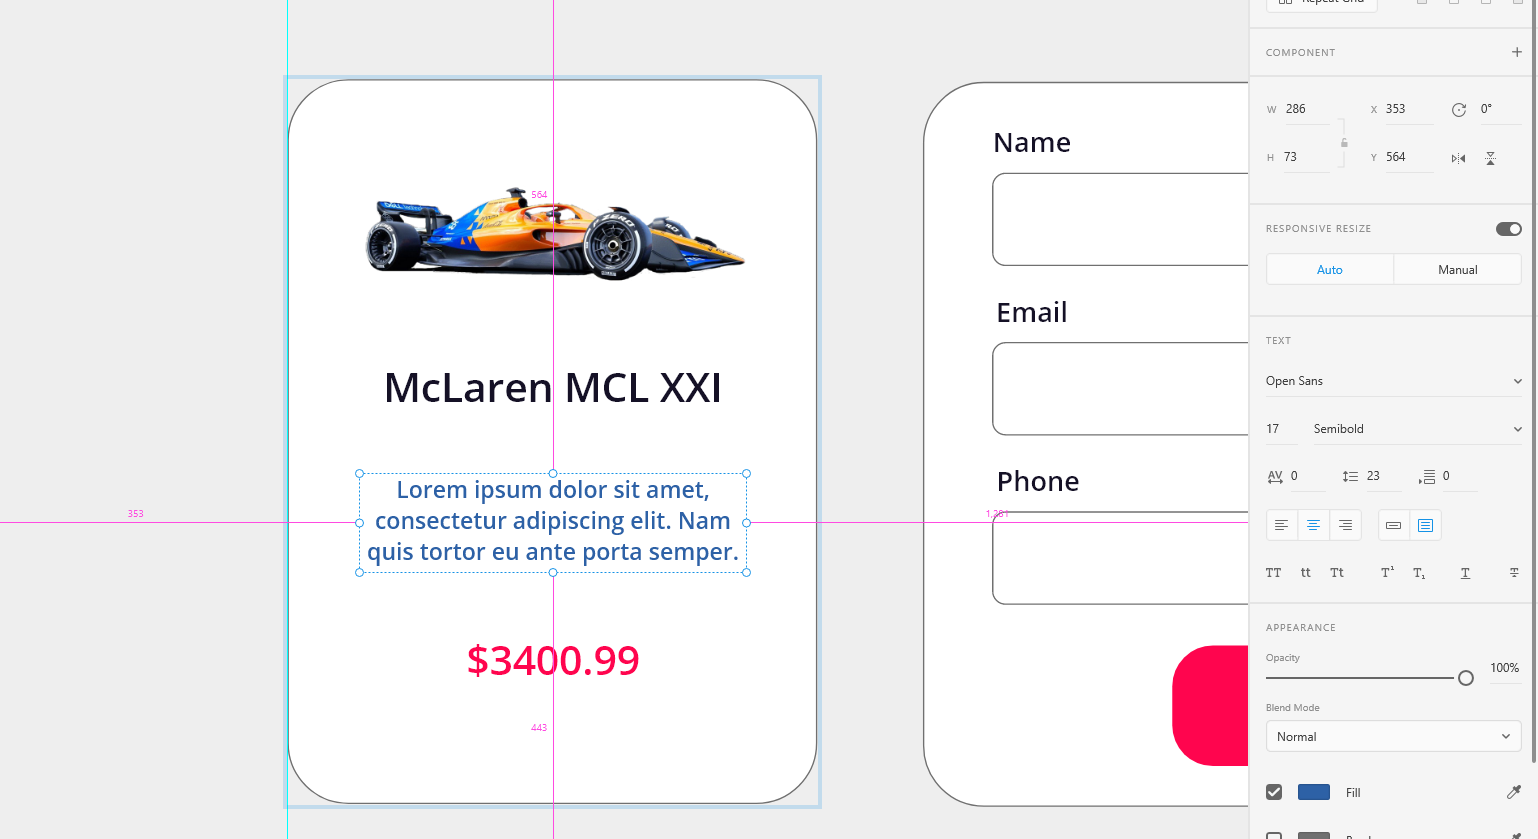 Repeat Grid
COMPONENT
W 286 X 353 0°
H 73 Y 564
RESPONSIVE RESIZE
Auto Manual
TEXT
Open Sans
17 Semibold
AV 0 23 0
TT tt Tt T¹ T₁ T T
APPEARANCE
Opacity
100%
Blend Mode
Normal
Fill
564
ZERO
McLaren MCL XXI
Lorem ipsum dolor sit amet,
consectetur adipiscing elit. Nam
quis tortor eu ante porta semper.
353
1,281
$3400.99
443
Name
Email
Phone